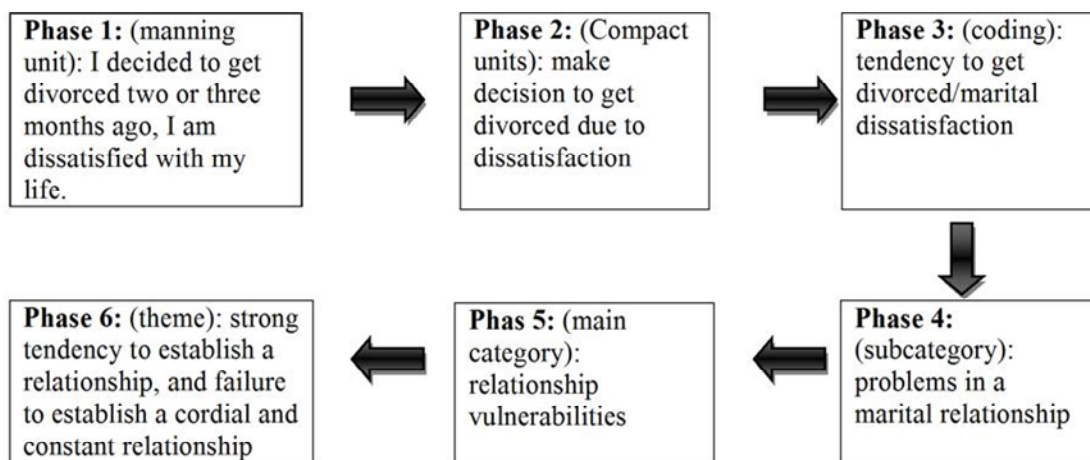 Phase 1: (manning
unit): I decided to get
divorced two or three
months ago, I am
dissatisfied with my
life.
Phase 2: (Compact
units): make
decision to get
divorced due to
dissatisfaction
Phase 3: (coding):
tendency to get
divorced/marital
dissatisfaction
Phase 4:
(subcategory):
problems in a
marital relationship
Phas 5: (main
category):
relationship
vulnerabilities
Phase 6: (theme): strong
tendency to establish a
relationship, and failure
to establish a cordial and
constant relationship